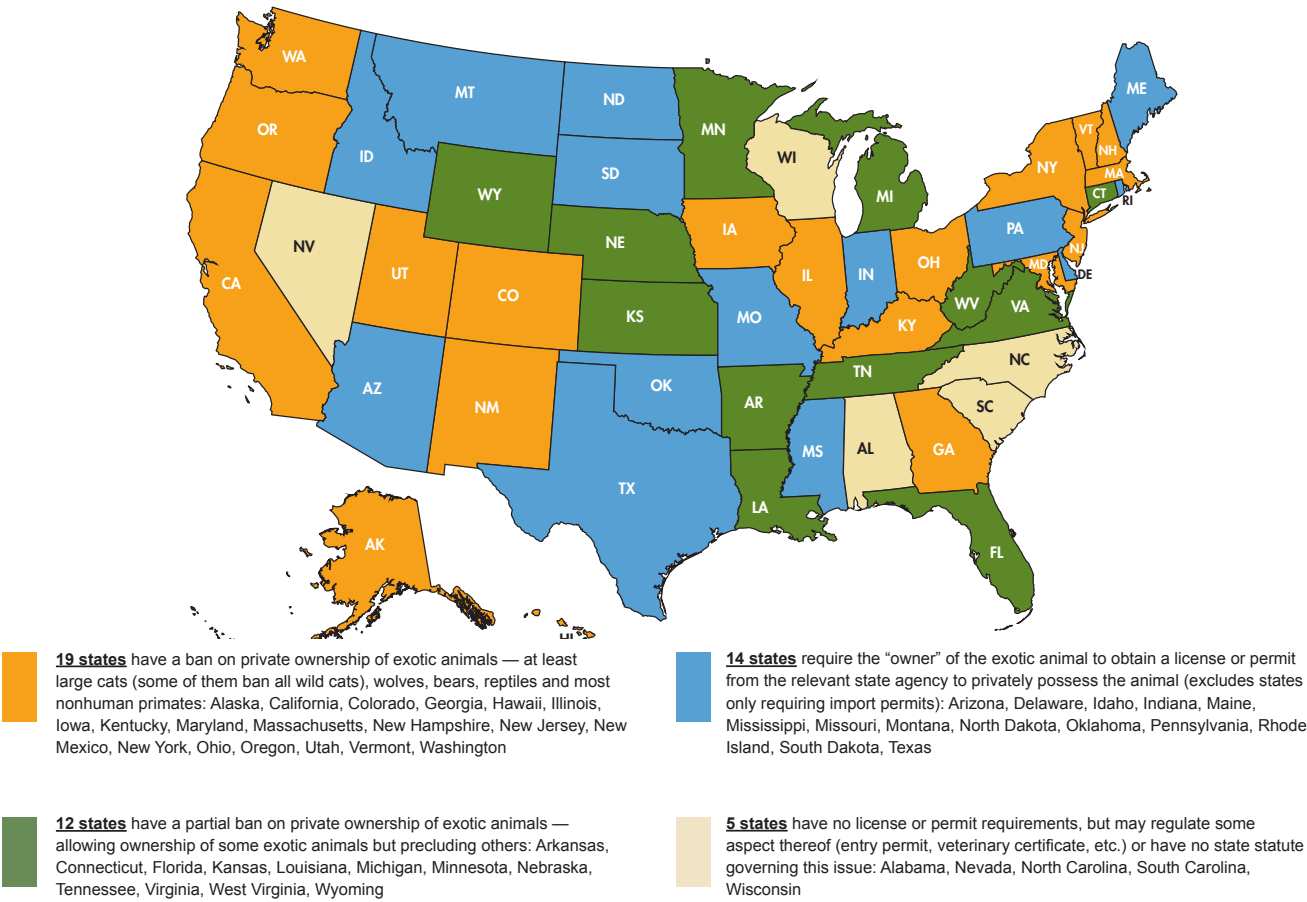 WA
MT
ND
MN
ME
OR
ID
SD
WI
VT
NH
NY
MA
CT
RI
WY
MI
IA
NE
PA
NJ
NV
UT
CO
IL
IN
OH
MD
DE
CA
KS
MO
WV
VA
KY
AZ
NM
OK
AR
TN
NC
SC
MS
AL
GA
TX
LA
FL
AK
HI
19 states have a ban on private ownership of exotic animals — at least
large cats (some of them ban all wild cats), wolves, bears, reptiles and most
nonhuman primates: Alaska, California, Colorado, Georgia, Hawaii, Illinois,
Iowa, Kentucky, Maryland, Massachusetts, New Hampshire, New Jersey, New
Mexico, New York, Ohio, Oregon, Utah, Vermont, Washington
14 states require the “owner” of the exotic animal to obtain a license or permit
from the relevant state agency to privately possess the animal (excludes states
only requiring import permits): Arizona, Delaware, Idaho, Indiana, Maine,
Mississippi, Missouri, Montana, North Dakota, Oklahoma, Pennsylvania, Rhode
Island, South Dakota, Texas
12 states have a partial ban on private ownership of exotic animals —
allowing ownership of some exotic animals but precluding others: Arkansas,
Connecticut, Florida, Kansas, Louisiana, Michigan, Minnesota, Nebraska,
Tennessee, Virginia, West Virginia, Wyoming
5 states have no license or permit requirements, but may regulate some
aspect thereof (entry permit, veterinary certificate, etc.) or have no state statute
governing this issue: Alabama, Nevada, North Carolina, South Carolina,
Wisconsin